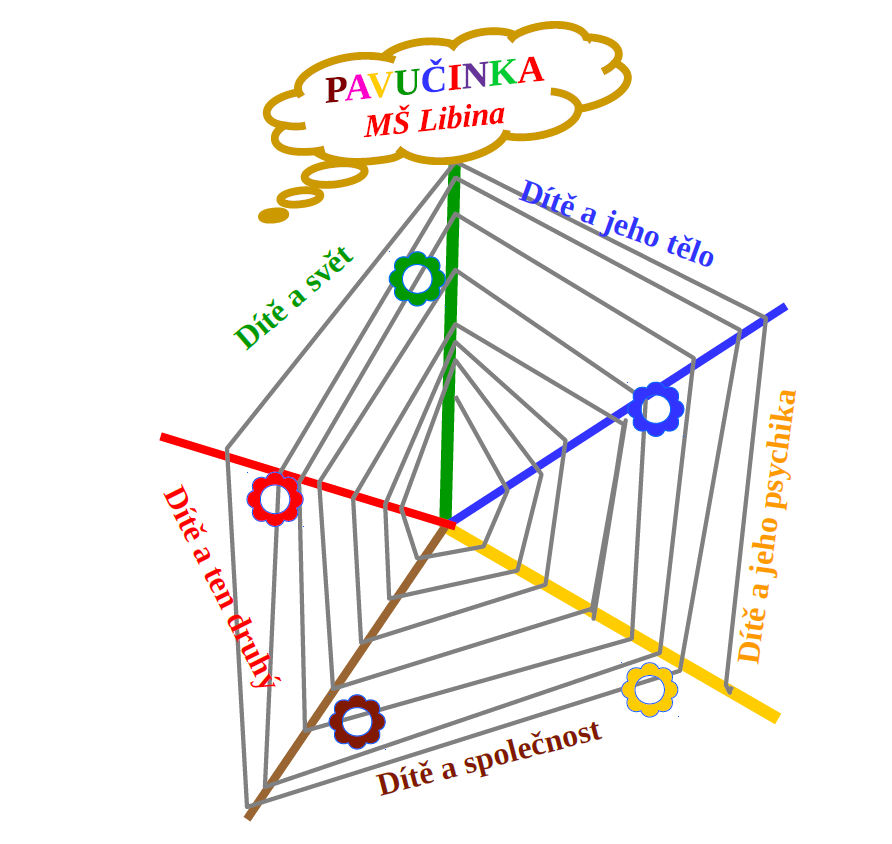 PAVUČINKA
MŠ Libina
Dítě a jeho tělo
Dítě a svět
Dítě a jeho psychika
Dítě a ten druhý
Dítě a společnost